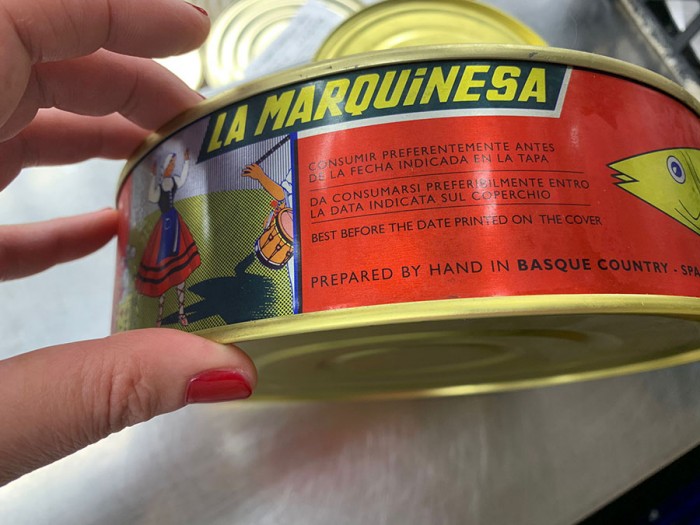 LA MARQUiNESA
CONSUMIR PREFERENTEMENTE ANTES
DE LA FECHA INDICADA EN LA TAPA
DA CONSUMARSI PREFERIBILMENTE ENTRO
LA DATA INDICATA SUL COPERCHIO
BEST BEFORE THE DATE PRINTED ON THE COVER
PREPARED BY HAND IN BASQUE COUNTRY - SPA